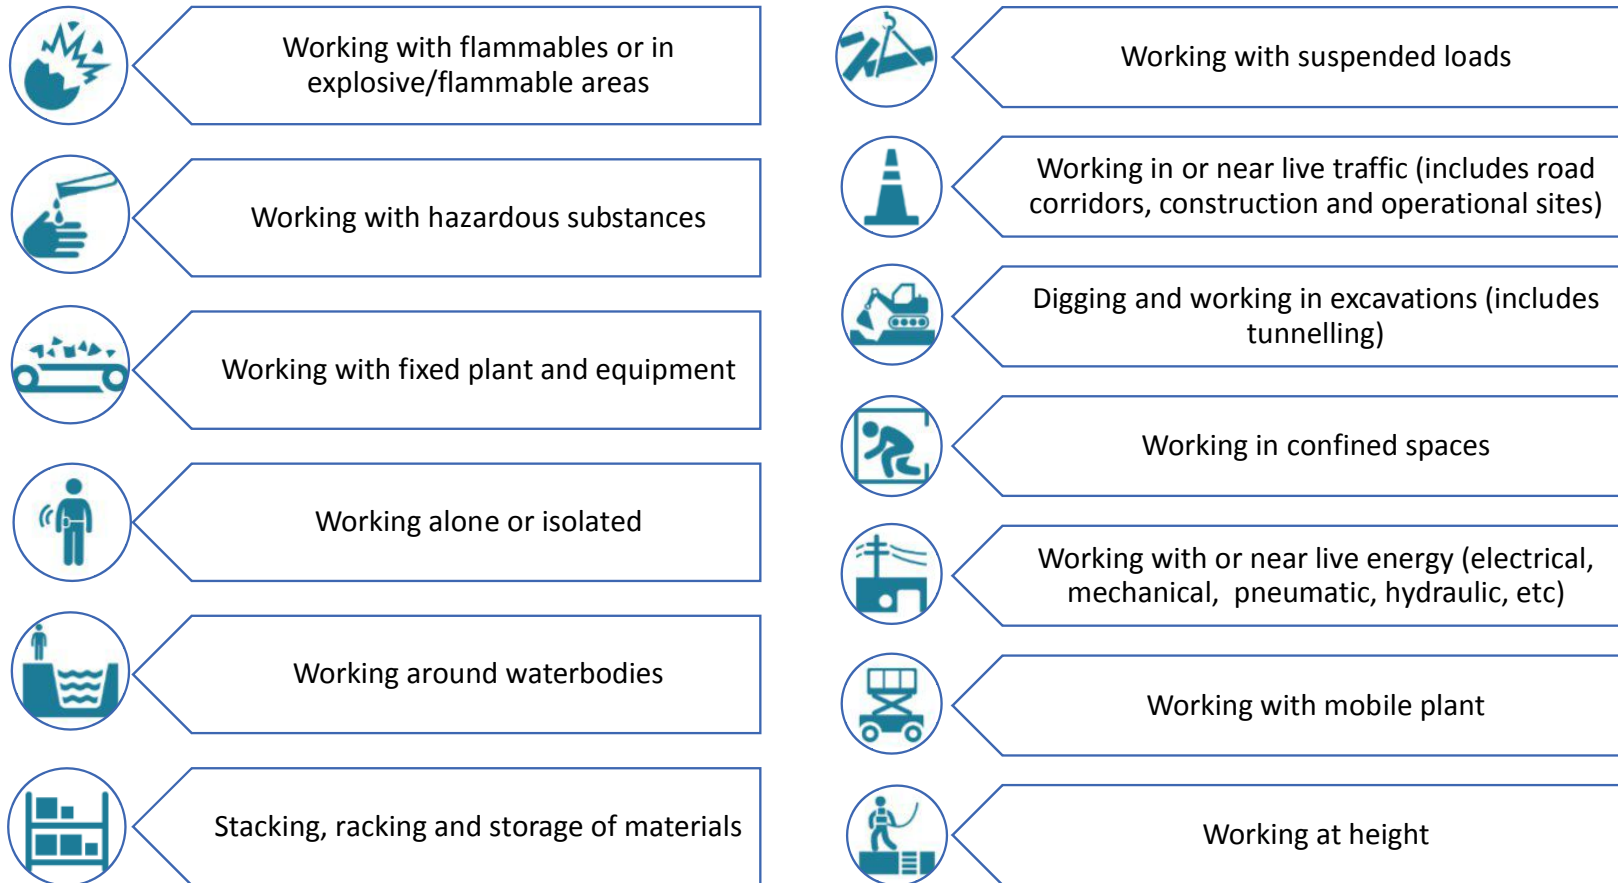 Working with flammables or in
explosive/flammable areas
Working with hazardous substances
Working with fixed plant and equipment
Working alone or isolated
Working around waterbodies
Stacking, racking and storage of materials
Working with suspended loads
Working in or near live traffic (includes road
corridors, construction and operational sites)
Digging and working in excavations (includes
tunnelling)
Working in confined spaces
Working with or near live energy (electrical,
mechanical,  pneumatic, hydraulic, etc)
Working with mobile plant
Working at height